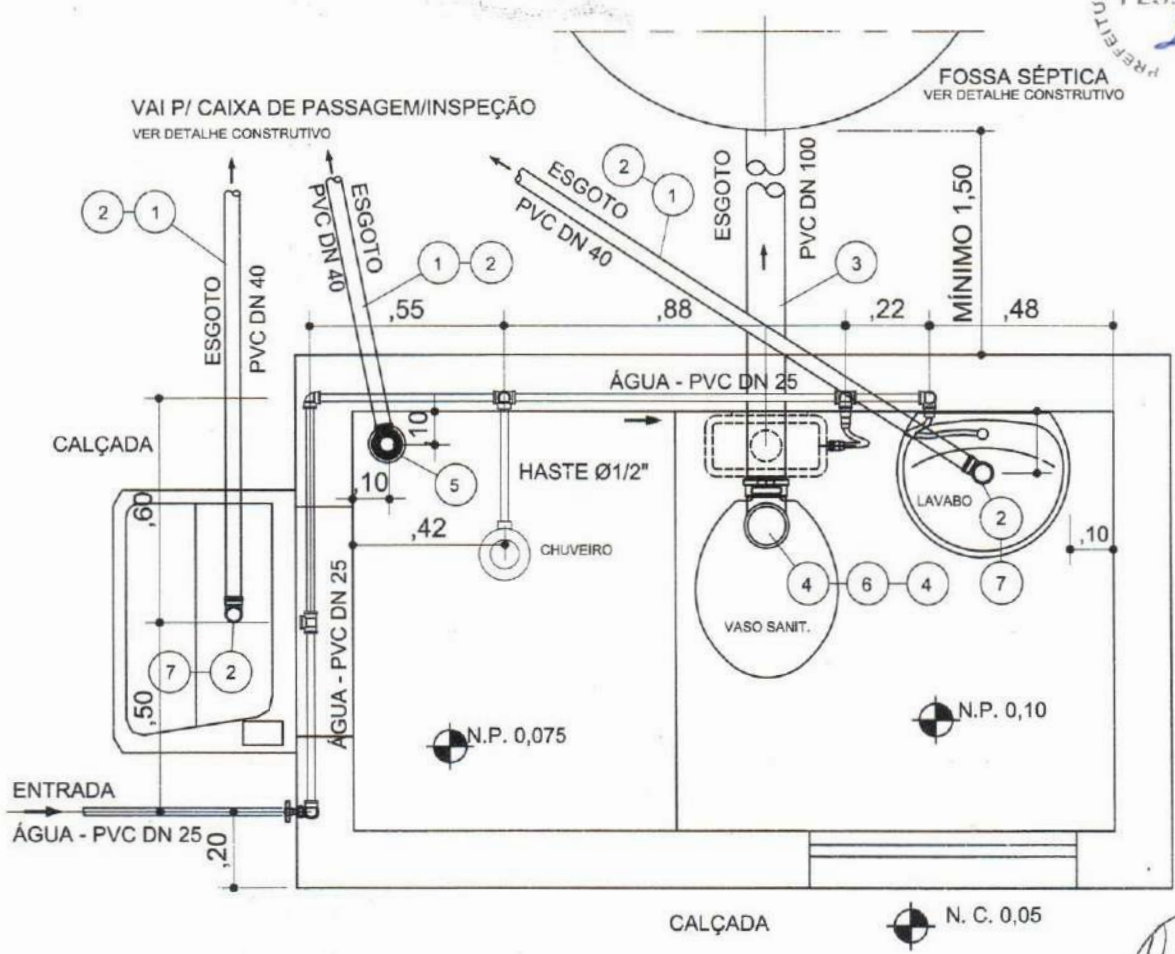 PREFEITU
FOSSA SÉPTICA
VER DETALHE CONSTRUTIVO
VAI P/ CAIXA DE PASSAGEM/INSPEÇÃO
VER DETALHE CONSTRUTIVO
2 1
ESGOTO
PVC DN 40
ESGOTO
PVC DN 40
1 2
ESGOTO
PVC DN 40
2 1
ESGOTO
PVC DN 100
3
MÍNIMO 1,50
,55
,88
,22
,48
ÁGUA - PVC DN 25
CALÇADA
,60
,50
10
10
5
HASTE Ø1/2"
,42
CHUVEIRO
LAVABO
2
7
,10
4 6 4
VASO SANIT.
7 2
ÁGUA - PVC DN 25
N.P. 0,075
N.P. 0,10
ENTRADA
ÁGUA - PVC DN 25
,20
CALÇADA
N. C. 0,05